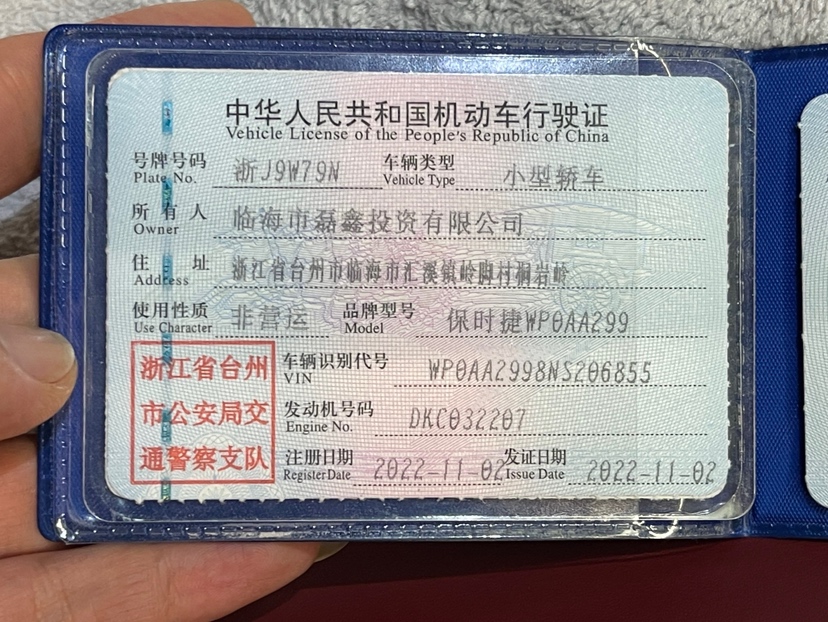 中华人民共和国机动车行驶证
Vehicle License of the People's Republic of China
号牌号码 浙J9W79N 车辆类型 小型轿车
Plate No. Vehicle Type
所有人 临海市磊鑫投资有限公司
Owner
住址 浙江省台州市临海市汇溪镇岭脚村桐岩岭
Address
使用性质 非营运 品牌型号 保时捷WP0AA299
Use Character Model
浙江省台州
市公安局交
通警察支队
车辆识别代号 WP0AA2998NS206855
VIN
发动机号码 DKC032207
Engine No.
注册日期 2022-11-02 发证日期 2022-11-02
Register Date Issue Date